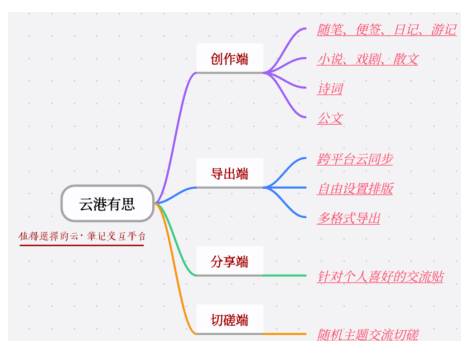 云港有思
值得选择的云·笔记交互平台
创作端
随笔、便签、日记、游记
小说、戏剧、散文
诗词
公文
导出端
跨平台云同步
自由设置排版
多格式导出
分享端
针对个人喜好的交流贴
切磋端
随机主题交流切磋